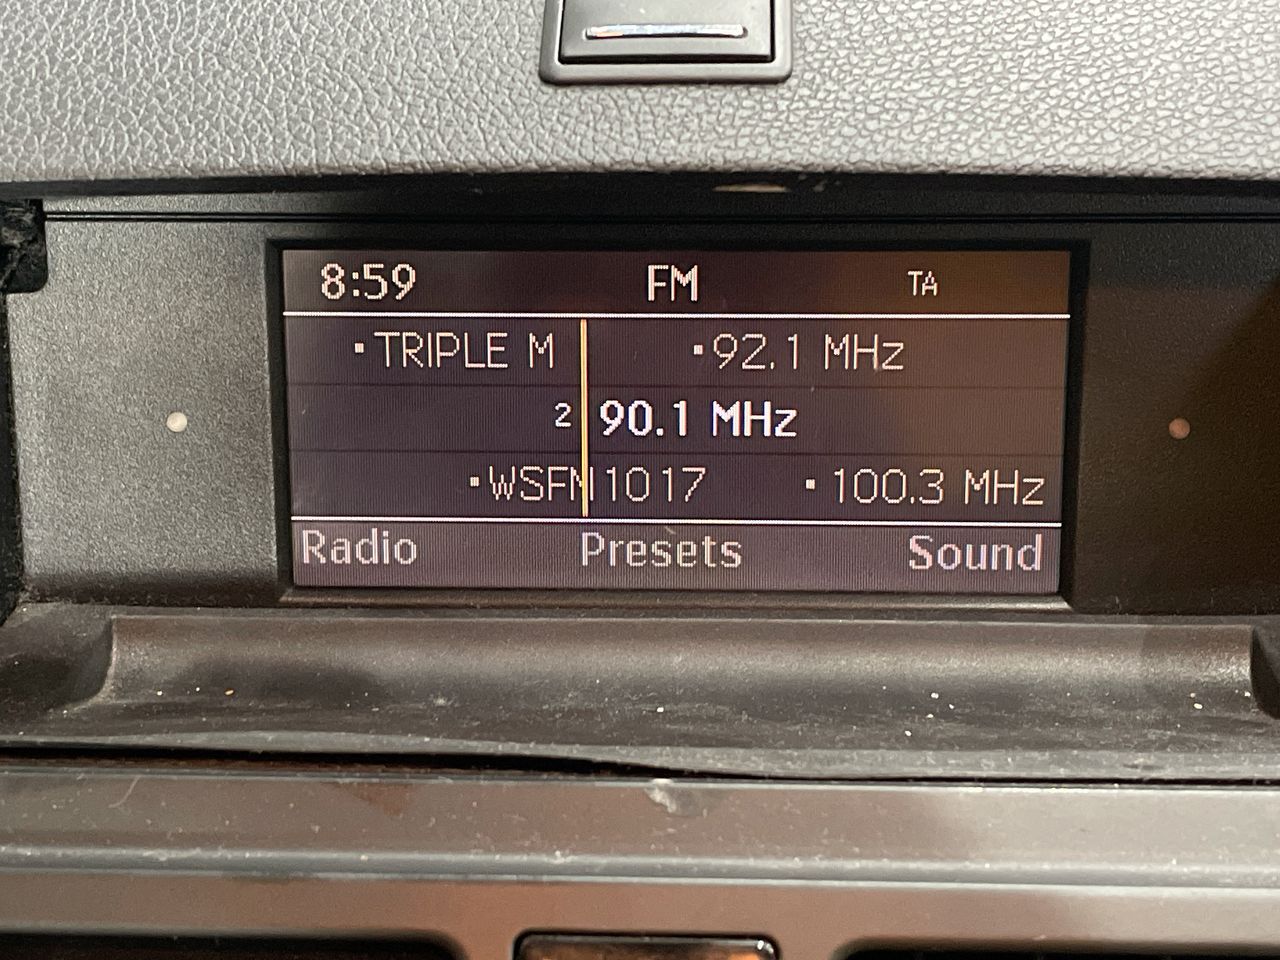 8:59 FM TA
▪TRIPLE M ▪92.1 MHz
2 90.1 MHz
▪WSFM1017 ▪100.3 MHz
Radio Presets Sound